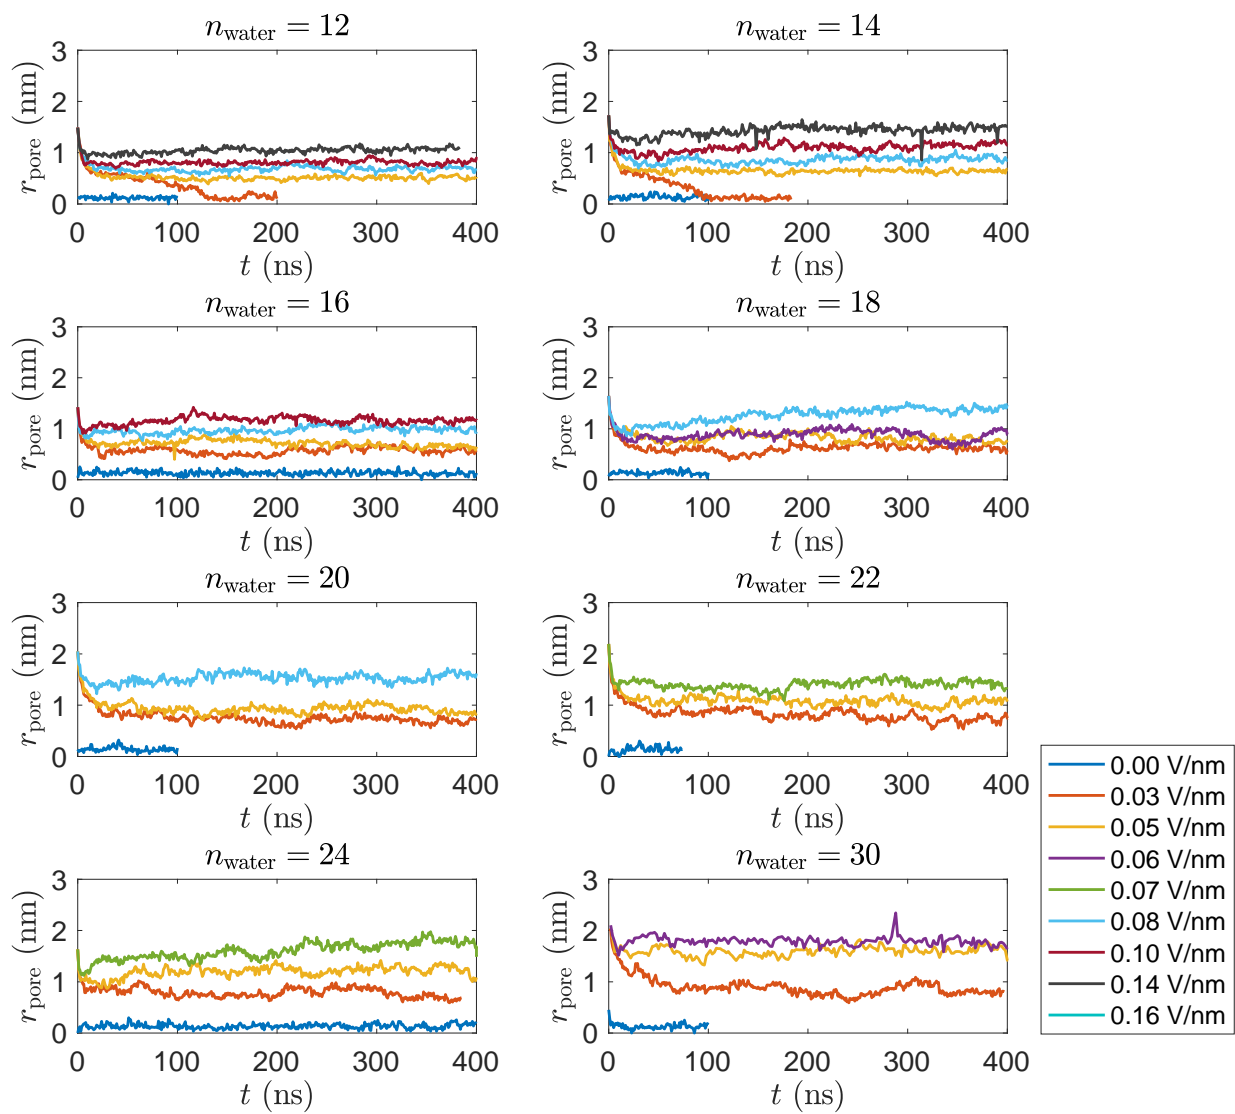 n_water = 12
r_pore (nm)
3
2
1
0
0 100 200 300 400
t (ns)
n_water = 14
r_pore (nm)
3
2
1
0
0 100 200 300 400
t (ns)
n_water = 16
r_pore (nm)
3
2
1
0
0 100 200 300 400
t (ns)
n_water = 18
r_pore (nm)
3
2
1
0
0 100 200 300 400
t (ns)
n_water = 20
r_pore (nm)
3
2
1
0
0 100 200 300 400
t (ns)
n_water = 22
r_pore (nm)
3
2
1
0
0 100 200 300 400
t (ns)
n_water = 24
r_pore (nm)
3
2
1
0
0 100 200 300 400
t (ns)
n_water = 30
r_pore (nm)
3
2
1
0
0 100 200 300 400
t (ns)
0.00 V/nm
0.03 V/nm
0.05 V/nm
0.06 V/nm
0.07 V/nm
0.08 V/nm
0.10 V/nm
0.14 V/nm
0.16 V/nm